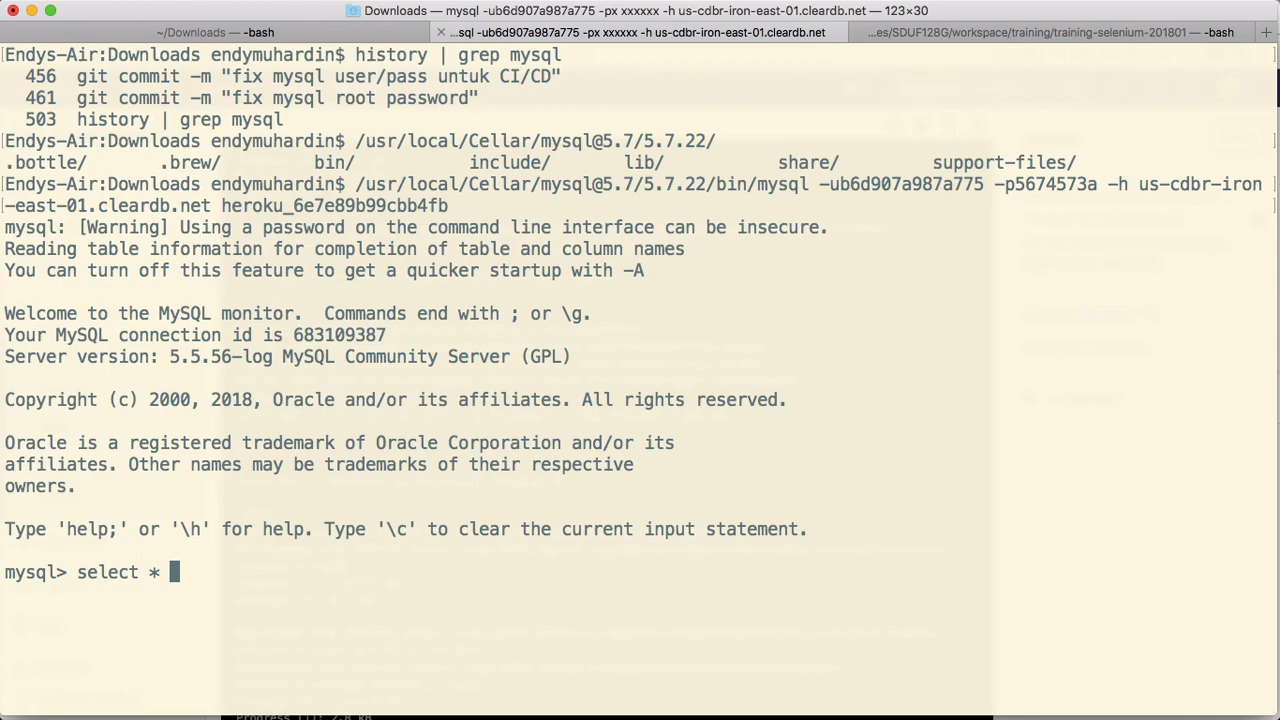 Downloads — mysql -ub6d907a987a775 -px xxxxxx -h us-cdbr-iron-east-01.cleardb.net — 123×30
~/Downloads — -bash
...sql -ub6d907a987a775 -px xxxxxx -h us-cdbr-iron-east-01.cleardb.net
...es/SDUF128G/workspace/training/training-selenium-201801 — -bash
[Endys-Air:Downloads endymuhardin$ history | grep mysql
456 git commit -m "fix mysql user/pass untuk CI/CD"
461 git commit -m "fix mysql root password"
503 history | grep mysql
[Endys-Air:Downloads endymuhardin$ /usr/local/Cellar/mysql@5.7/5.7.22/
.bottle/ .brew/ bin/ include/ lib/ share/ support-files/
[Endys-Air:Downloads endymuhardin$ /usr/local/Cellar/mysql@5.7/5.7.22/bin/mysql -ub6d907a987a775 -p5674573a -h us-cdbr-iron
[-east-01.cleardb.net heroku_6e7e89b99cbb4fb
mysql: [Warning] Using a password on the command line interface can be insecure.
Reading table information for completion of table and column names
You can turn off this feature to get a quicker startup with -A
Welcome to the MySQL monitor. Commands end with ; or \g.
Your MySQL connection id is 683109387
Server version: 5.5.56-log MySQL Community Server (GPL)
Copyright (c) 2000, 2018, Oracle and/or its affiliates. All rights reserved.
Oracle is a registered trademark of Oracle Corporation and/or its
affiliates. Other names may be trademarks of their respective
owners.
Type 'help;' or '\h' for help. Type '\c' to clear the current input statement.
mysql> select *